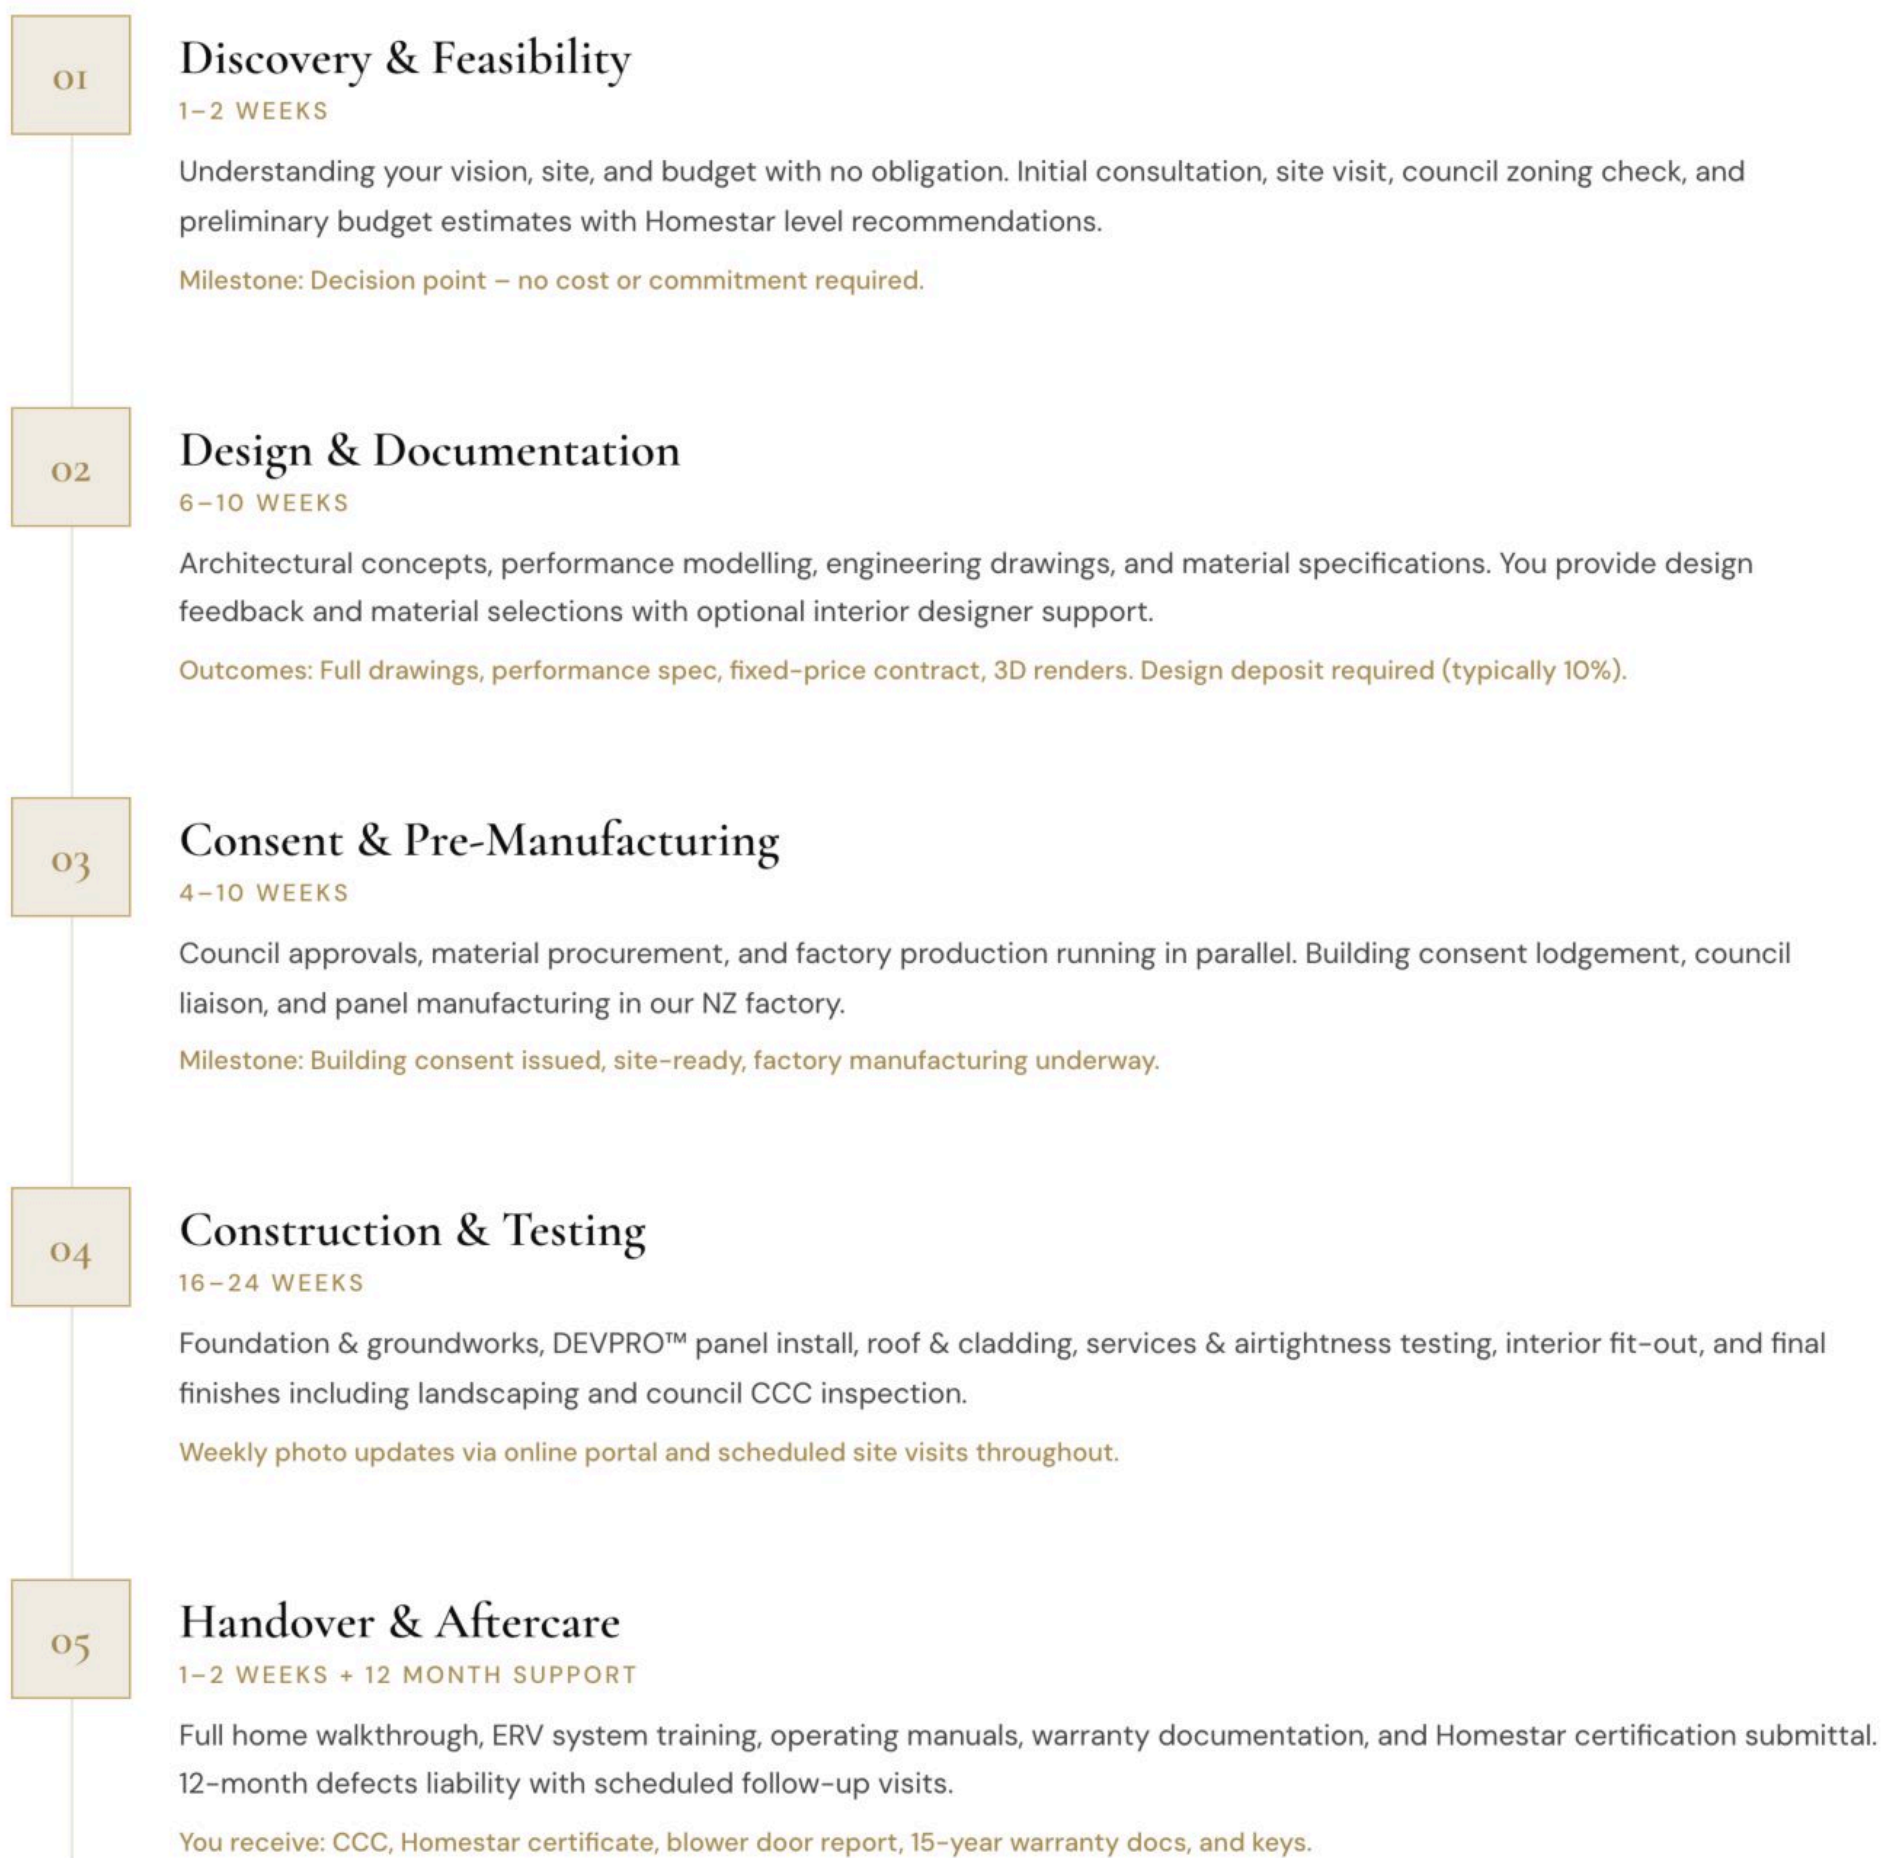 01
Discovery & Feasibility
1–2 WEEKS
Understanding your vision, site, and budget with no obligation. Initial consultation, site visit, council zoning check, and
preliminary budget estimates with Homestar level recommendations.
Milestone: Decision point – no cost or commitment required.
02
Design & Documentation
6–10 WEEKS
Architectural concepts, performance modelling, engineering drawings, and material specifications. You provide design
feedback and material selections with optional interior designer support.
Outcomes: Full drawings, performance spec, fixed-price contract, 3D renders. Design deposit required (typically 10%).
03
Consent & Pre-Manufacturing
4–10 WEEKS
Council approvals, material procurement, and factory production running in parallel. Building consent lodgement, council
liaison, and panel manufacturing in our NZ factory.
Milestone: Building consent issued, site-ready, factory manufacturing underway.
04
Construction & Testing
16–24 WEEKS
Foundation & groundworks, DEVPRO™ panel install, roof & cladding, services & airtightness testing, interior fit-out, and final
finishes including landscaping and council CCC inspection.
Weekly photo updates via online portal and scheduled site visits throughout.
05
Handover & Aftercare
1–2 WEEKS + 12 MONTH SUPPORT
Full home walkthrough, ERV system training, operating manuals, warranty documentation, and Homestar certification submittal.
12-month defects liability with scheduled follow-up visits.
You receive: CCC, Homestar certificate, blower door report, 15-year warranty docs, and keys.